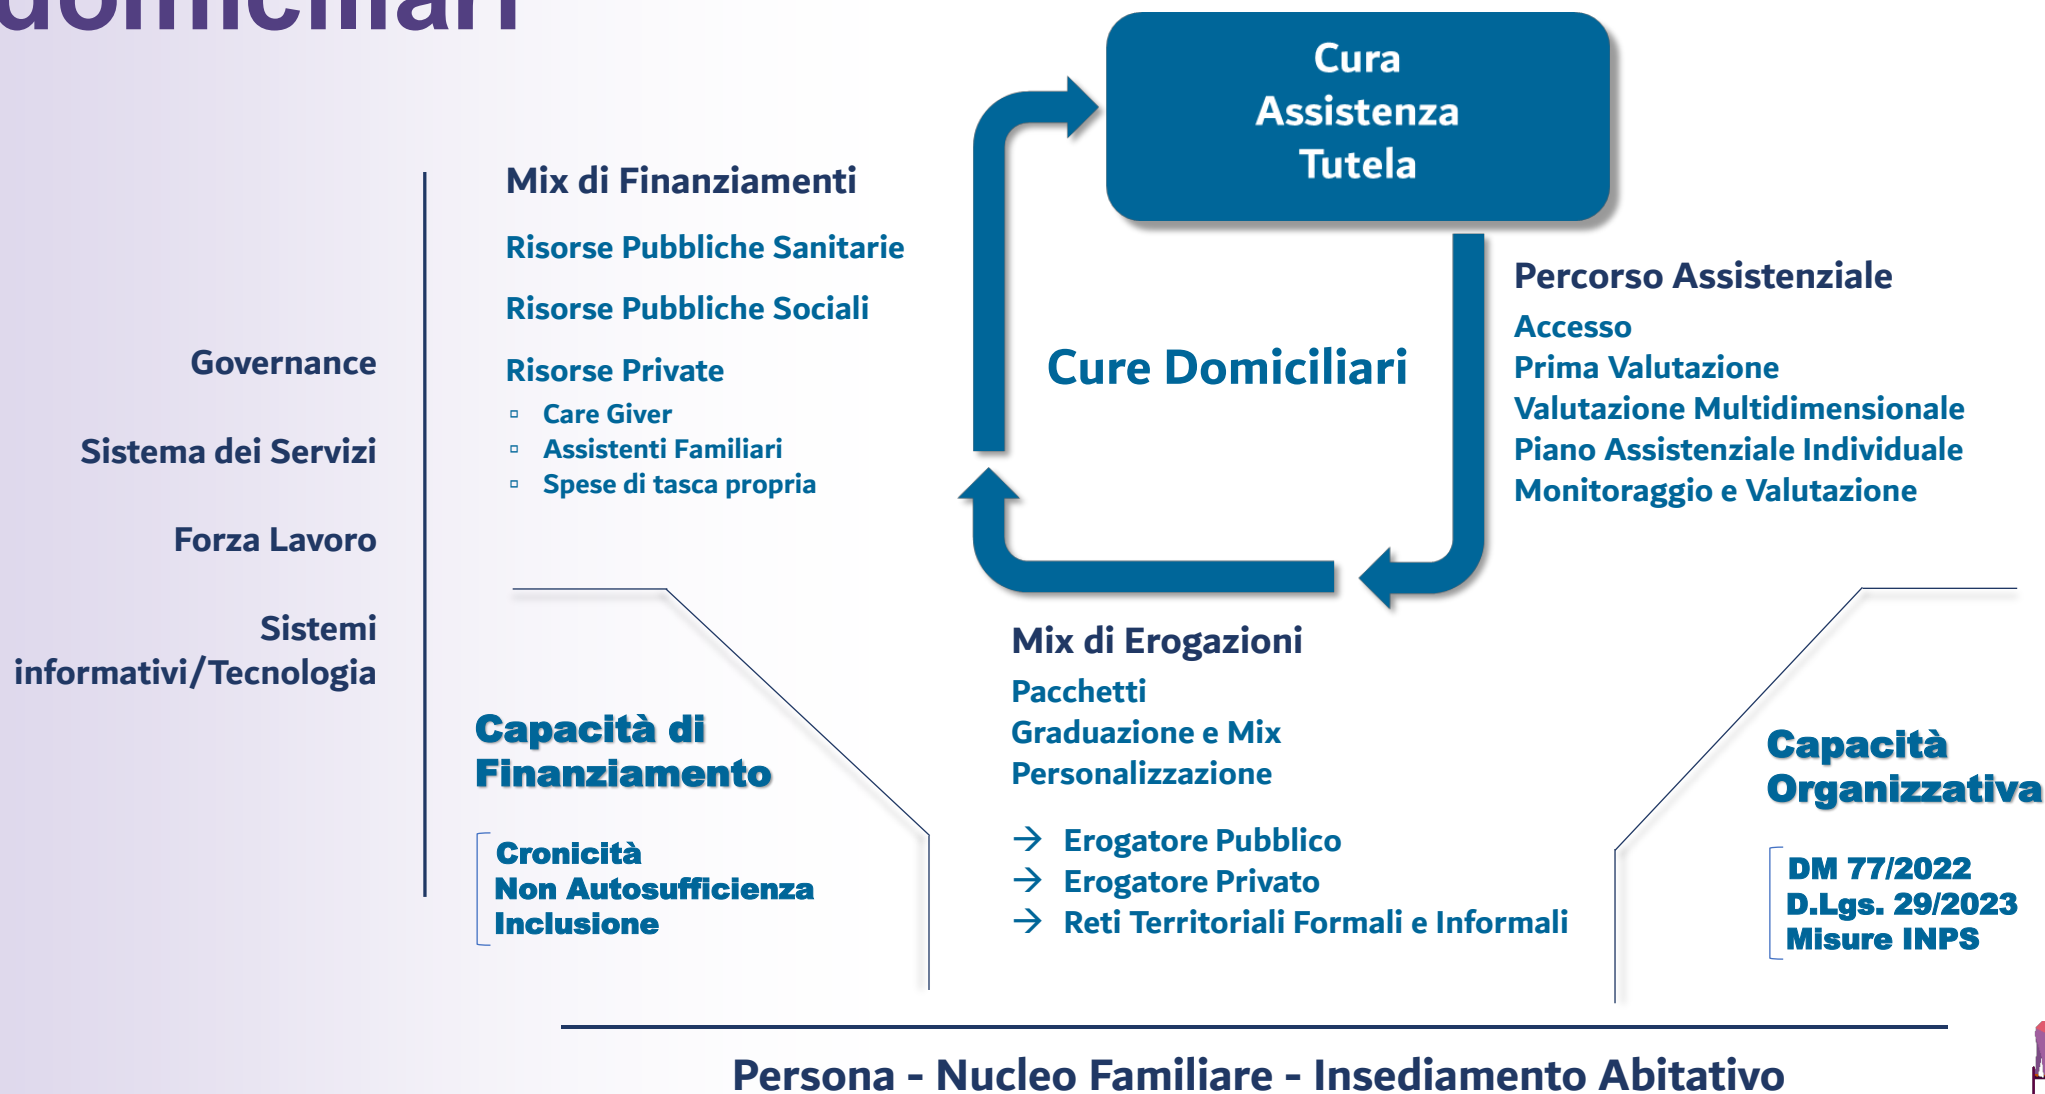 domiciliari
Cura
Assistenza
Tutela
Mix di Finanziamenti
Risorse Pubbliche Sanitarie
Risorse Pubbliche Sociali
Risorse Private
▫ Care Giver
▫ Assistenti Familiari
▫ Spese di tasca propria
Governance
Sistema dei Servizi
Forza Lavoro
Sistemi
informativi/Tecnologia
Cure Domiciliari
Percorso Assistenziale
Accesso
Prima Valutazione
Valutazione Multidimensionale
Piano Assistenziale Individuale
Monitoraggio e Valutazione
Mix di Erogazioni
Pacchetti
Graduazione e Mix
Personalizzazione
→ Erogatore Pubblico
→ Erogatore Privato
→ Reti Territoriali Formali e Informali
Capacità di
Finanziamento
Cronicità
Non Autosufficienza
Inclusione
Capacità
Organizzativa
DM 77/2022
D.Lgs. 29/2023
Misure INPS
Persona - Nucleo Familiare - Insediamento Abitativo